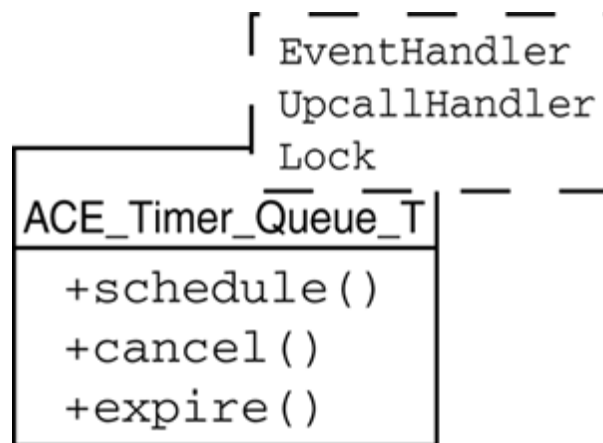 EventHandler
UpcallHandler
Lock
ACE_Timer_Queue_T
+schedule()
+cancel()
+expire()